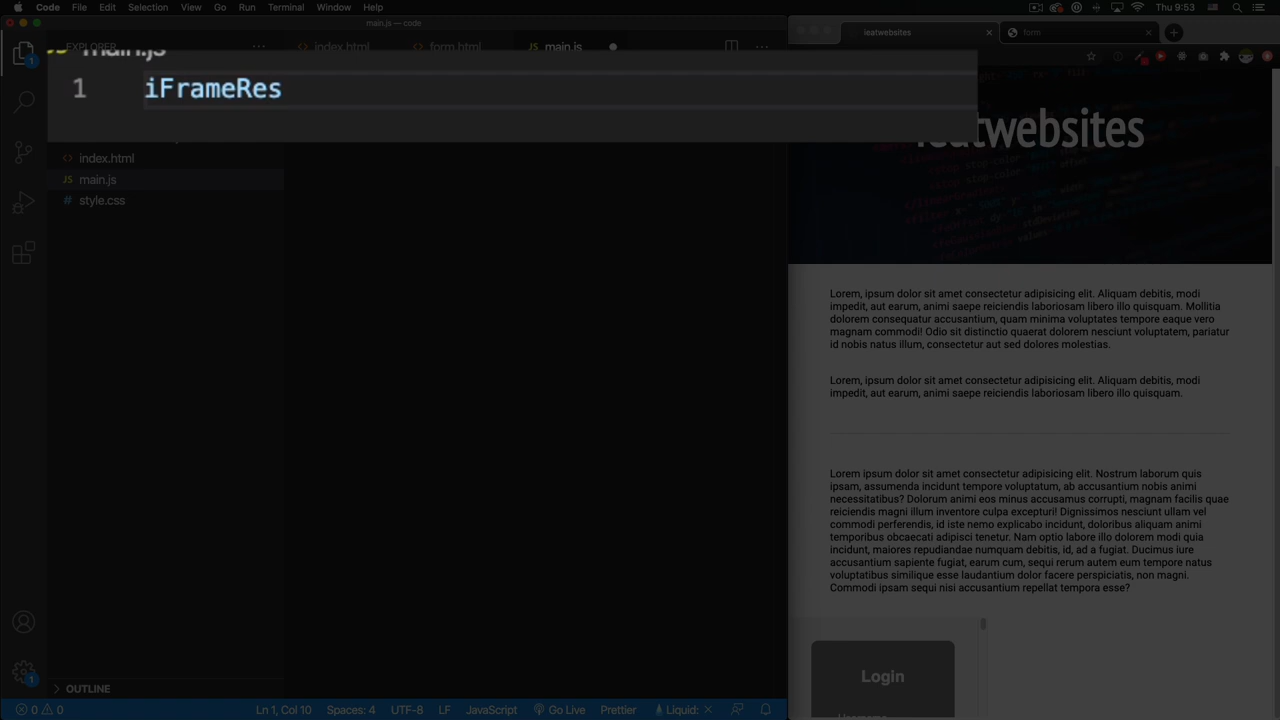 Code File Edit Selection View Go Run Terminal Window Help
Thu 9:53
main.js — code
EXPLORER
index.html
form.html
main.js
ieatwebsites
form
main.js
1 iFrameRes
index.html
main.js
style.css
ieatwebsites
Lorem, ipsum dolor sit amet consectetur adipisicing elit. Aliquam debitis, modi
impedit, aut earum, animi saepe reiciendis laboriosam libero illo quisquam. Mollitia
dolorem consequatur accusantium, quam minima voluptates tempore eaque vero
magnam commodi! Odio sit distinctio quaerat dolorem nesciunt voluptatem, pariatur
id nobis natus illum, consectetur aut sed dolores molestias.
Lorem, ipsum dolor sit amet consectetur adipisicing elit. Aliquam debitis, modi
impedit, aut earum, animi saepe reiciendis laboriosam libero illo quisquam.
Lorem ipsum dolor sit amet consectetur adipisicing elit. Nostrum laborum quis
ipsam, assumenda incidunt tempore voluptatum, ab accusantium nobis animi
necessitatibus? Dolorum animi eos minus accusamus corrupti, magnam facilis quae
reiciendis magni illum inventore culpa excepturi! Dignissimos nesciunt ullam vel
commodi perferendis, id iste nemo explicabo incidunt, doloribus aliquam animi
temporibus obcaecati adipisci tenetur. Nam optio labore illo dolorem modi quia
incidunt, maiores repudiandae numquam debitis, id, ad a fugiat. Ducimus iure
accusantium sapiente fugiat, earum cum, sequi rerum autem eum tempore natus
voluptatibus similique esse laudantium dolor facere perspiciatis, non magni.
Commodi ipsam sequi nisi accusantium repellat tempora esse?
Login
Username
OUTLINE
0 0
Ln 1, Col 10
Spaces: 4
UTF-8
LF
JavaScript
Go Live
Prettier
Liquid: